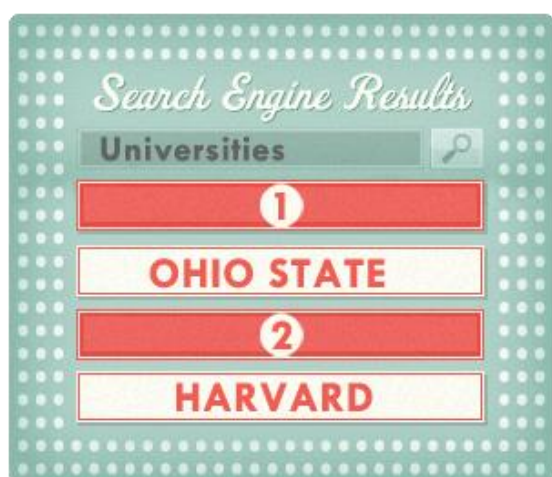 Search Engine Results
Universities
1
OHIO STATE
2
HARVARD